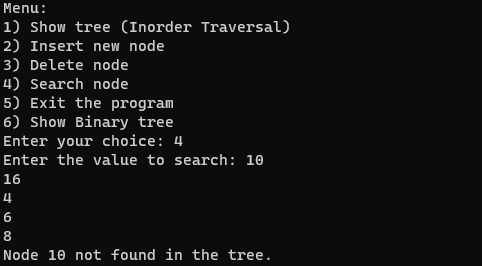 Menu:
1) Show tree (Inorder Traversal)
2) Insert new node
3) Delete node
4) Search node
5) Exit the program
6) Show Binary tree
Enter your choice: 4
Enter the value to search: 10
16
4
6
8
Node 10 not found in the tree.